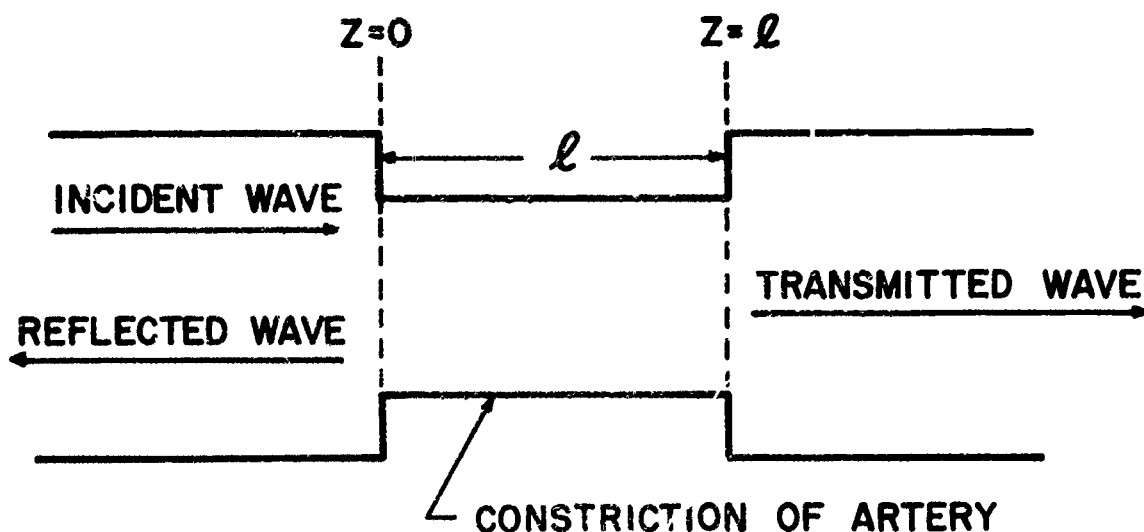 Z=0
Z=ℓ
ℓ
INCIDENT WAVE
TRANSMITTED WAVE
REFLECTED WAVE
CONSTRICTION OF ARTERY